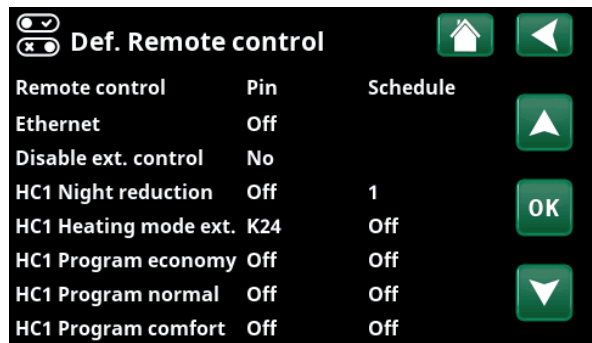 Def. Remote control
Remote control Pin Schedule
Ethernet Off
Disable ext. control No
HC1 Night reduction Off 1
OK
HC1 Heating mode ext. K24 Off
HC1 Program economy Off Off
HC1 Program normal Off Off
HC1 Program comfort Off Off